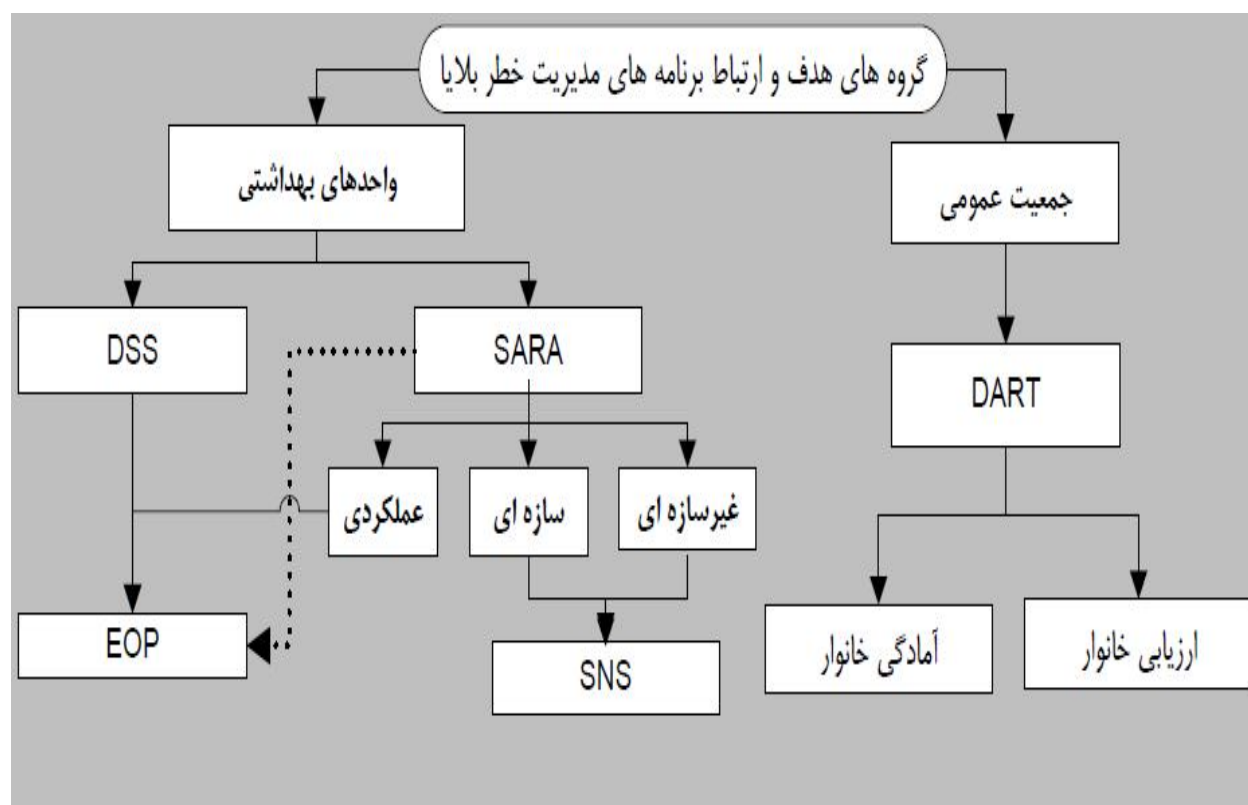 گروه های هدف و ارتباط برنامه های مدیریت خطر بلایا
جمعیت عمومی
واحدهای بهداشتی
DART
SARA
DSS
غیرسازه ای
سازه ای
عملکردی
ارزیابی خانوار
آمادگی خانوار
SNS
EOP